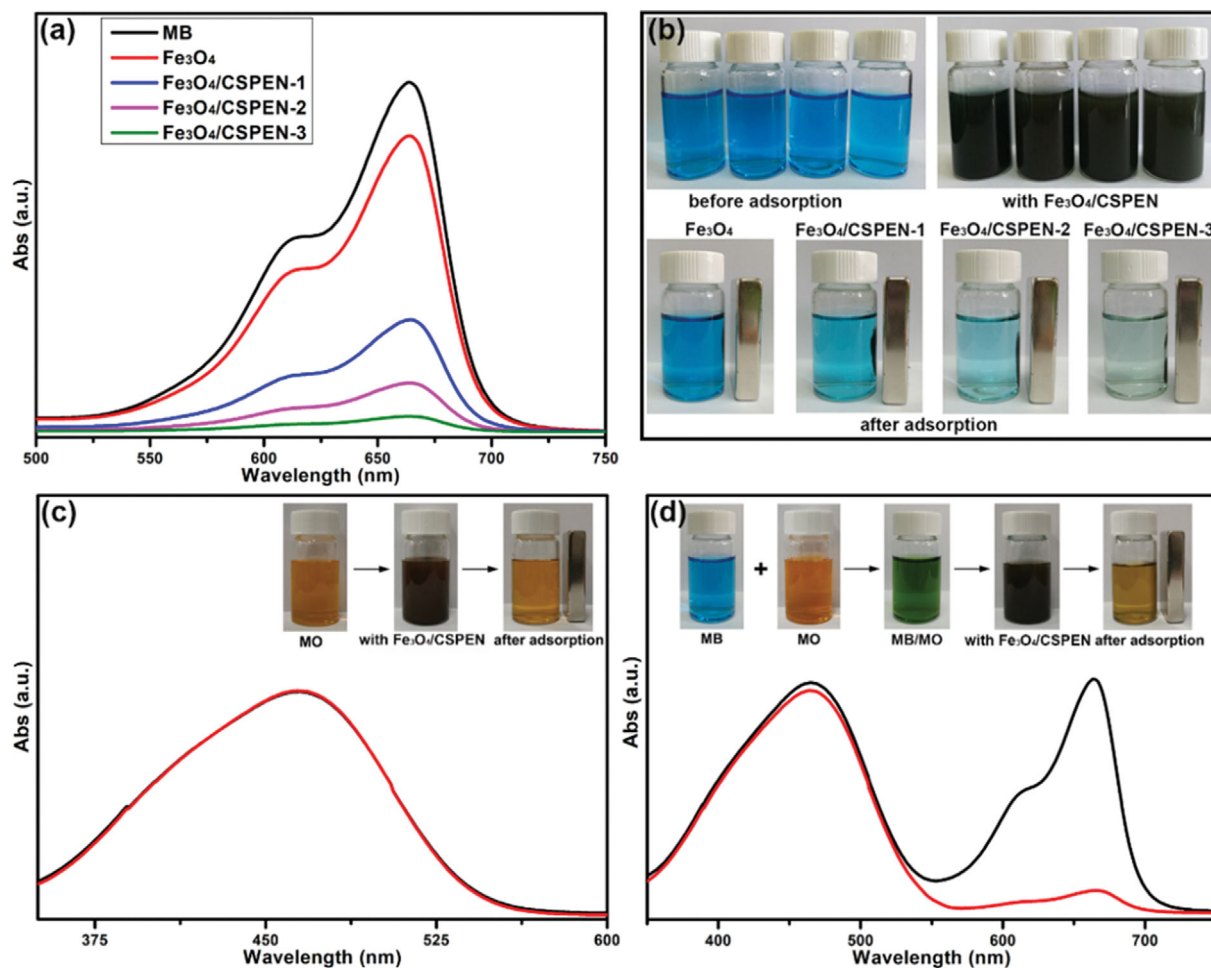 (a)
MB
Fe₃O₄
Fe₃O₄/CSPEN-1
Fe₃O₄/CSPEN-2
Fe₃O₄/CSPEN-3
Abs (a.u.)
500 550 600 650 700 750
Wavelength (nm)
(b)
before adsorption with Fe₃O₄/CSPEN
Fe₃O₄ Fe₃O₄/CSPEN-1 Fe₃O₄/CSPEN-2 Fe₃O₄/CSPEN-3
after adsorption
(c)
MO with Fe₃O₄/CSPEN after adsorption
Abs (a.u.)
375 450 525 600
Wavelength (nm)
(d)
+
MB MO MB/MO with Fe₃O₄/CSPEN after adsorption
Abs (a.u.)
400 500 600 700
Wavelength (nm)